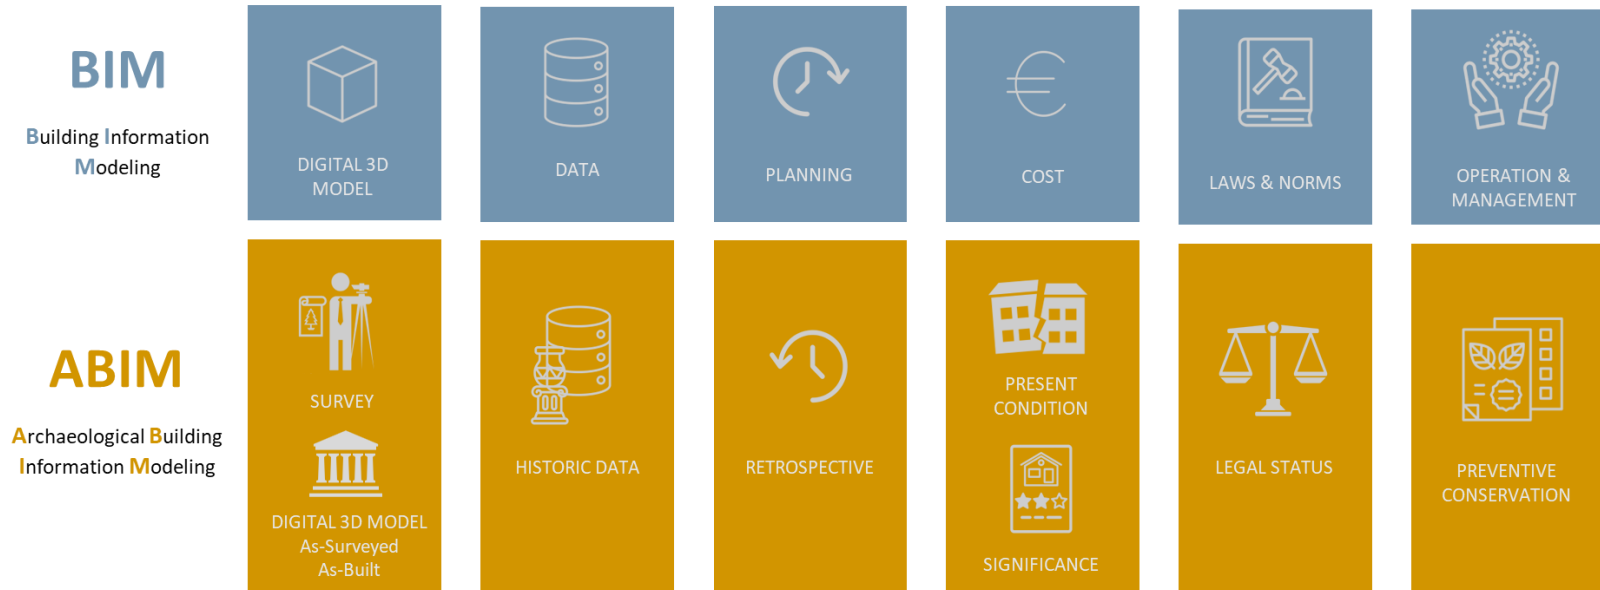 BIM
Building Information
Modeling
DIGITAL 3D
MODEL
DATA
PLANNING
COST
LAWS & NORMS
OPERATION &
MANAGEMENT
ABIM
Archaeological Building
Information Modeling
SURVEY
DIGITAL 3D MODEL
As-Surveyed
As-Built
HISTORIC DATA
RETROSPECTIVE
PRESENT
CONDITION
SIGNIFICANCE
LEGAL STATUS
PREVENTIVE
CONSERVATION